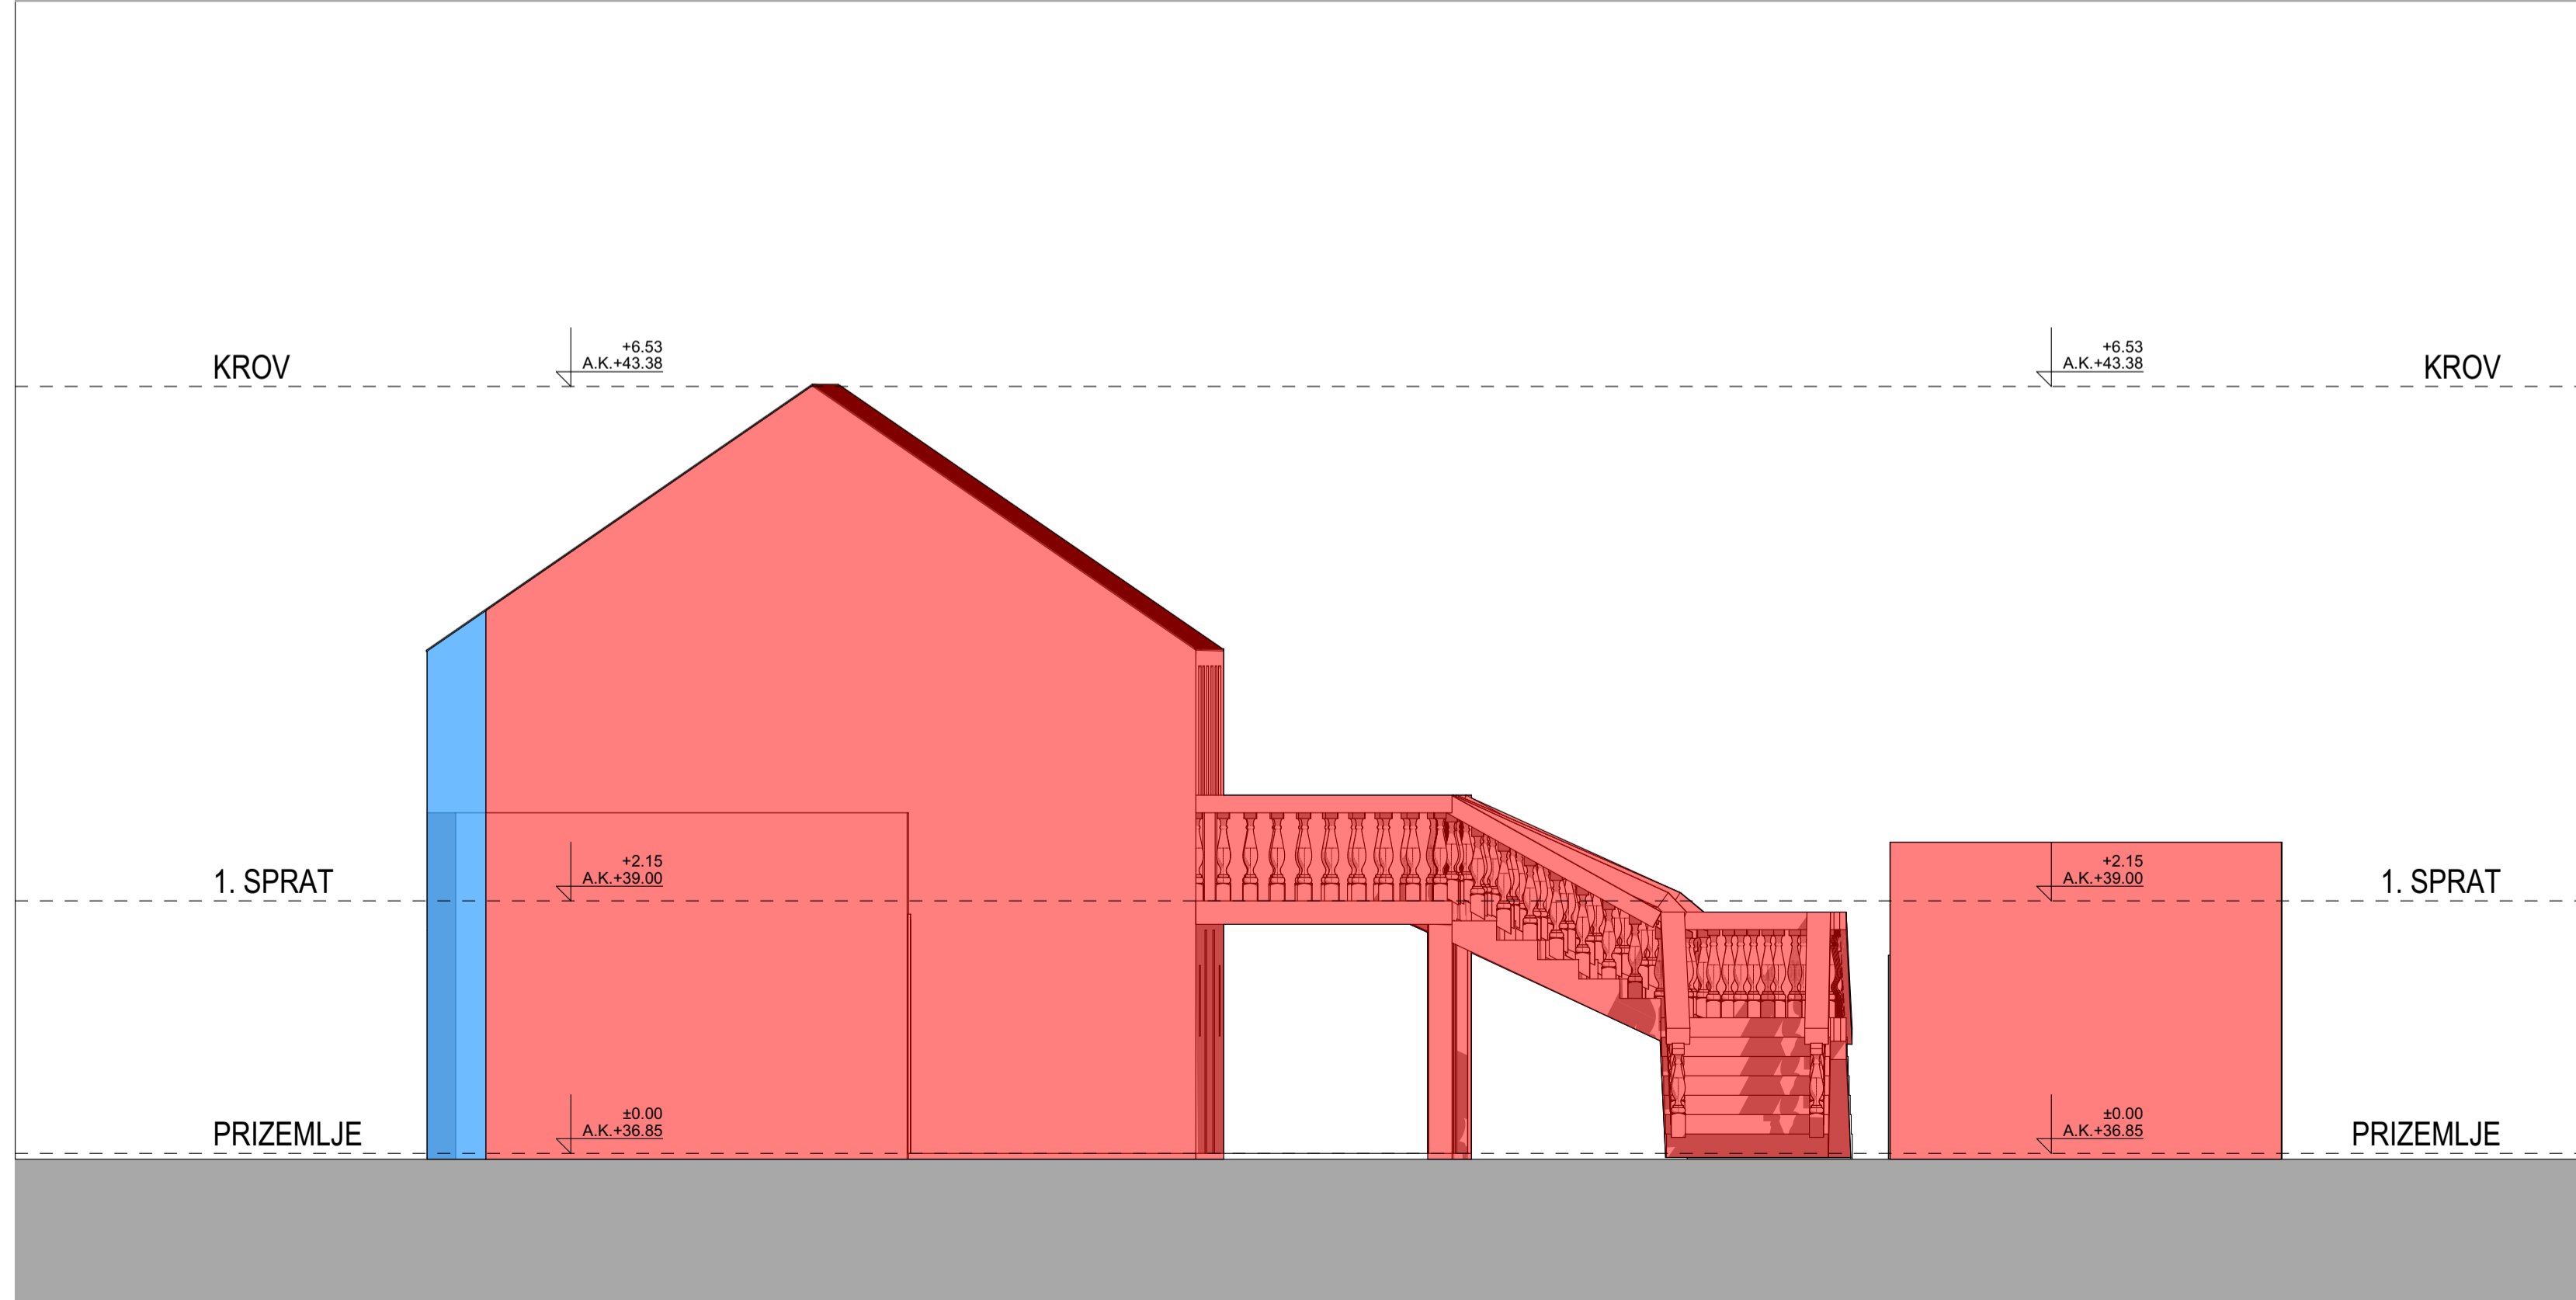 KROV
+6.53
A.K.+43.38
+6.53
A.K.+43.38
KROV
1. SPRAT
+2.15
A.K.+39.00
+2.15
A.K.+39.00
1. SPRAT
PRIZEMLJE
±0.00
A.K.+36.85
±0.00
A.K.+36.85
PRIZEMLJE